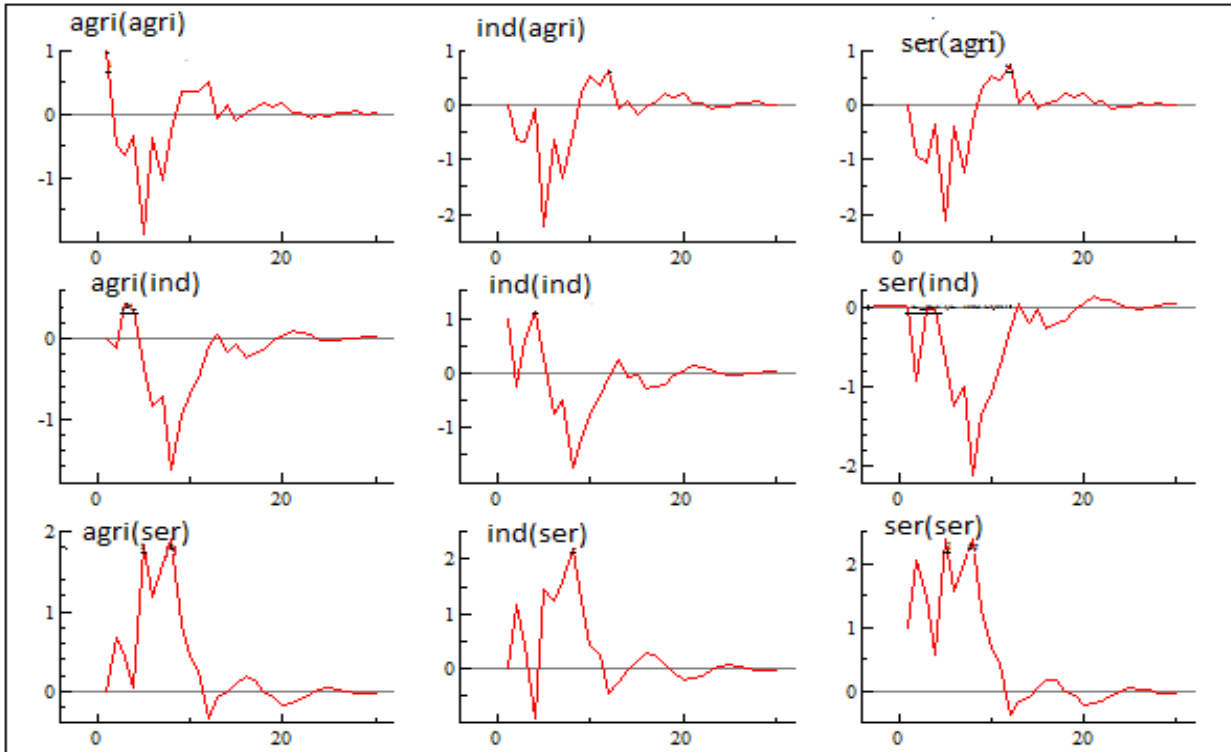 agri(agri) ind(agri) ser(agri)
1 1 1
0 0 0
-1 -1 -1
-2 -2
0 20 0 20 0 20
agri(ind) ind(ind) ser(ind)
0 1 0
-1 0 -1
-1 -2
0 20 0 20 0 20
agri(ser) ind(ser) ser(ser)
2 2 2
1 1 1
0 0 0
0 20 0 20 0 20